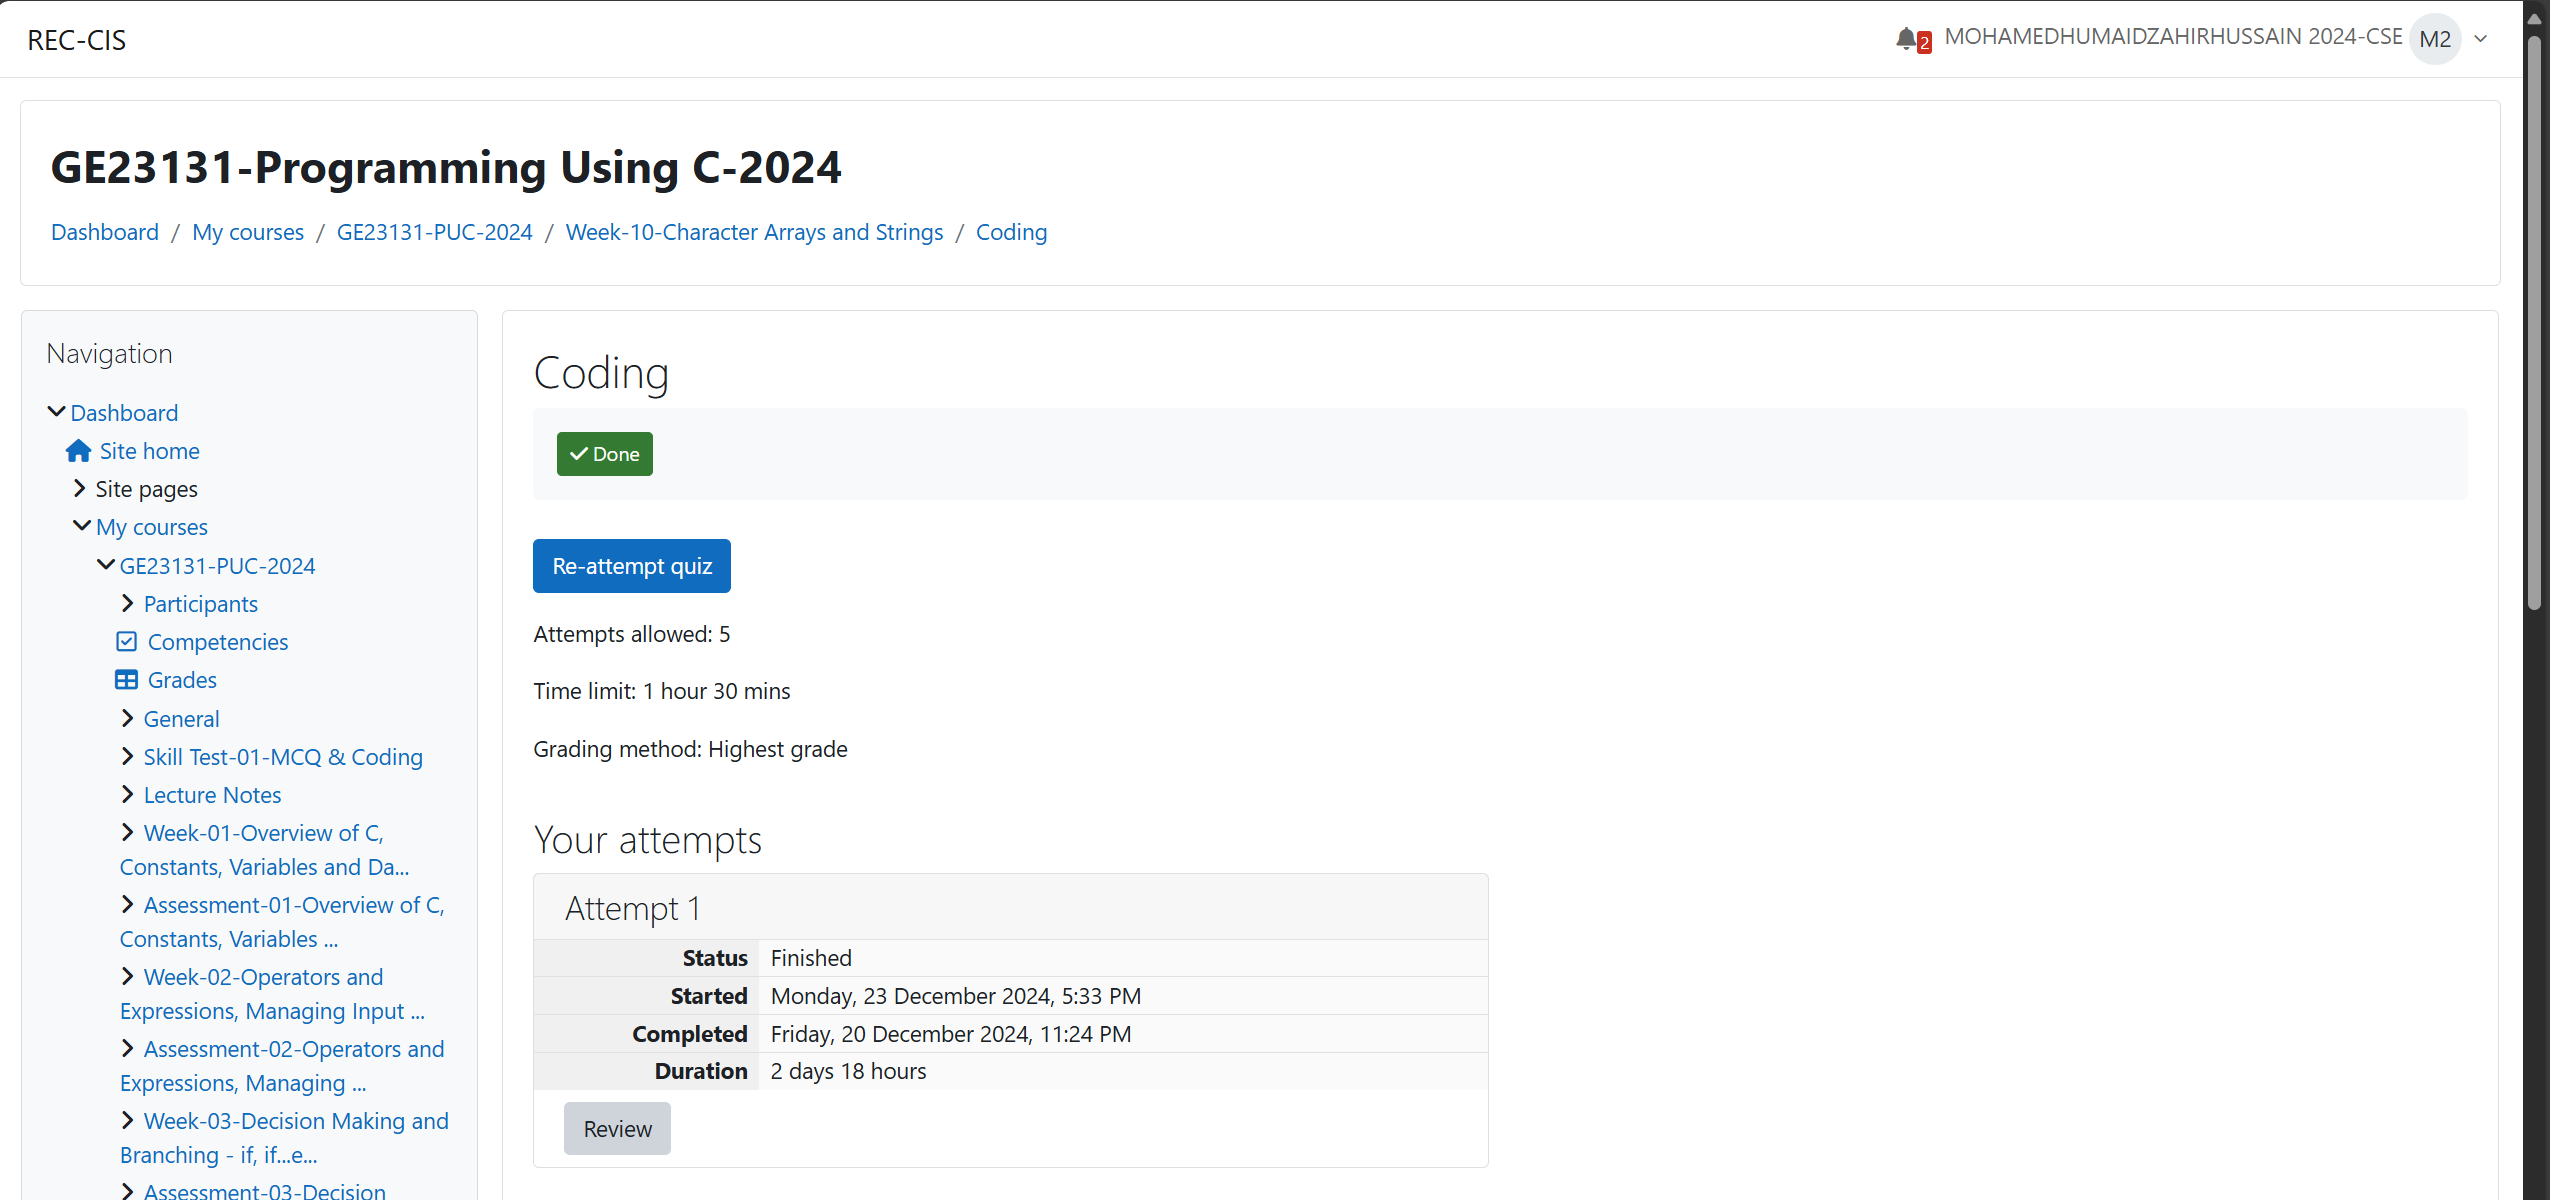 REC-CIS
2
MOHAMEDHUMAIDZAHIRHUSSAIN 2024-CSE
M2
GE23131-Programming Using C-2024
Dashboard / My courses / GE23131-PUC-2024 / Week-10-Character Arrays and Strings / Coding
Navigation
Dashboard
Site home
Site pages
My courses
GE23131-PUC-2024
Participants
Competencies
Grades
General
Skill Test-01-MCQ & Coding
Lecture Notes
Week-01-Overview of C,
Constants, Variables and Da...
Assessment-01-Overview of C,
Constants, Variables ...
Week-02-Operators and
Expressions, Managing Input ...
Assessment-02-Operators and
Expressions, Managing ...
Week-03-Decision Making and
Branching - if, if...e...
Assessment-03-Decision
Coding
Done
Re-attempt quiz
Attempts allowed: 5
Time limit: 1 hour 30 mins
Grading method: Highest grade
Your attempts
Attempt 1
Status Finished
Started Monday, 23 December 2024, 5:33 PM
Completed Friday, 20 December 2024, 11:24 PM
Duration 2 days 18 hours
Review